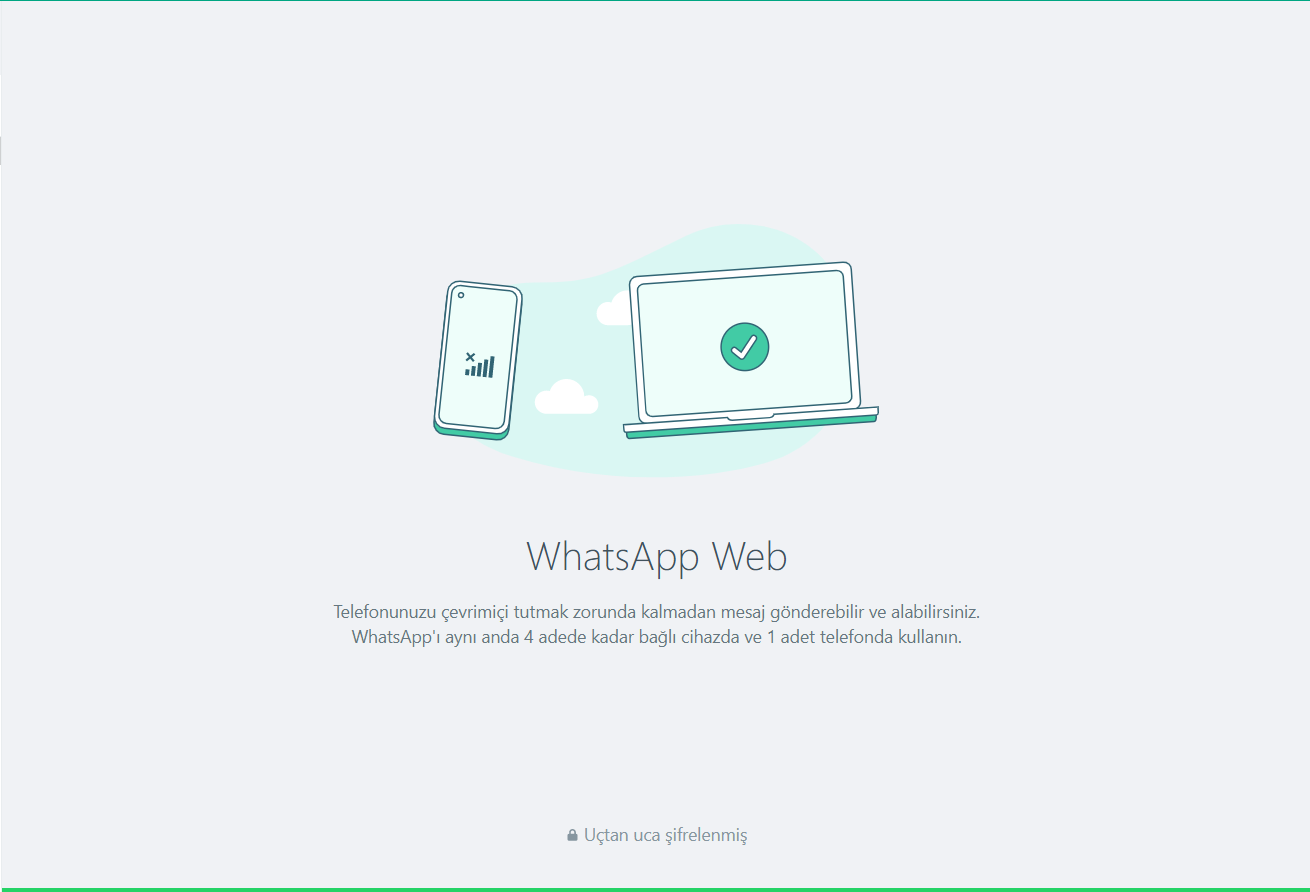 WhatsApp Web
Telefonunuzu çevrimiçi tutmak zorunda kalmadan mesaj gönderebilir ve alabilirsiniz.
WhatsApp'ı aynı anda 4 adede kadar bağlı cihazda ve 1 adet telefonda kullanın.
Uçtan uca şifrelenmiş